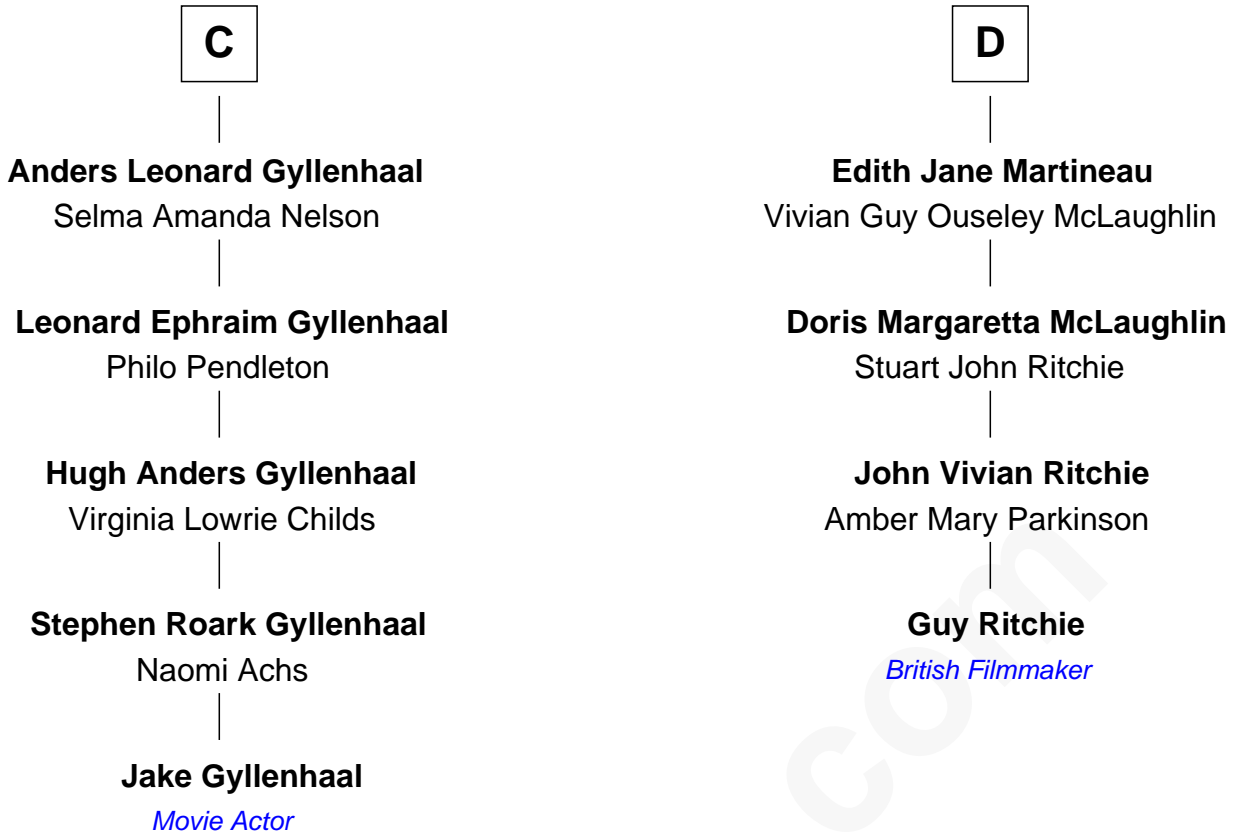 C
Anders Leonard Gyllenhaal
Selma Amanda Nelson
Leonard Ephraim Gyllenhaal
Philo Pendleton
Hugh Anders Gyllenhaal
Virginia Lowrie Childs
Stephen Roark Gyllenhaal
Naomi Achs
Jake Gyllenhaal
Movie Actor
D
Edith Jane Martineau
Vivian Guy Ouseley McLaughlin
Doris Margaretta McLaughlin
Stuart John Ritchie
John Vivian Ritchie
Amber Mary Parkinson
Guy Ritchie
British Filmmaker
com